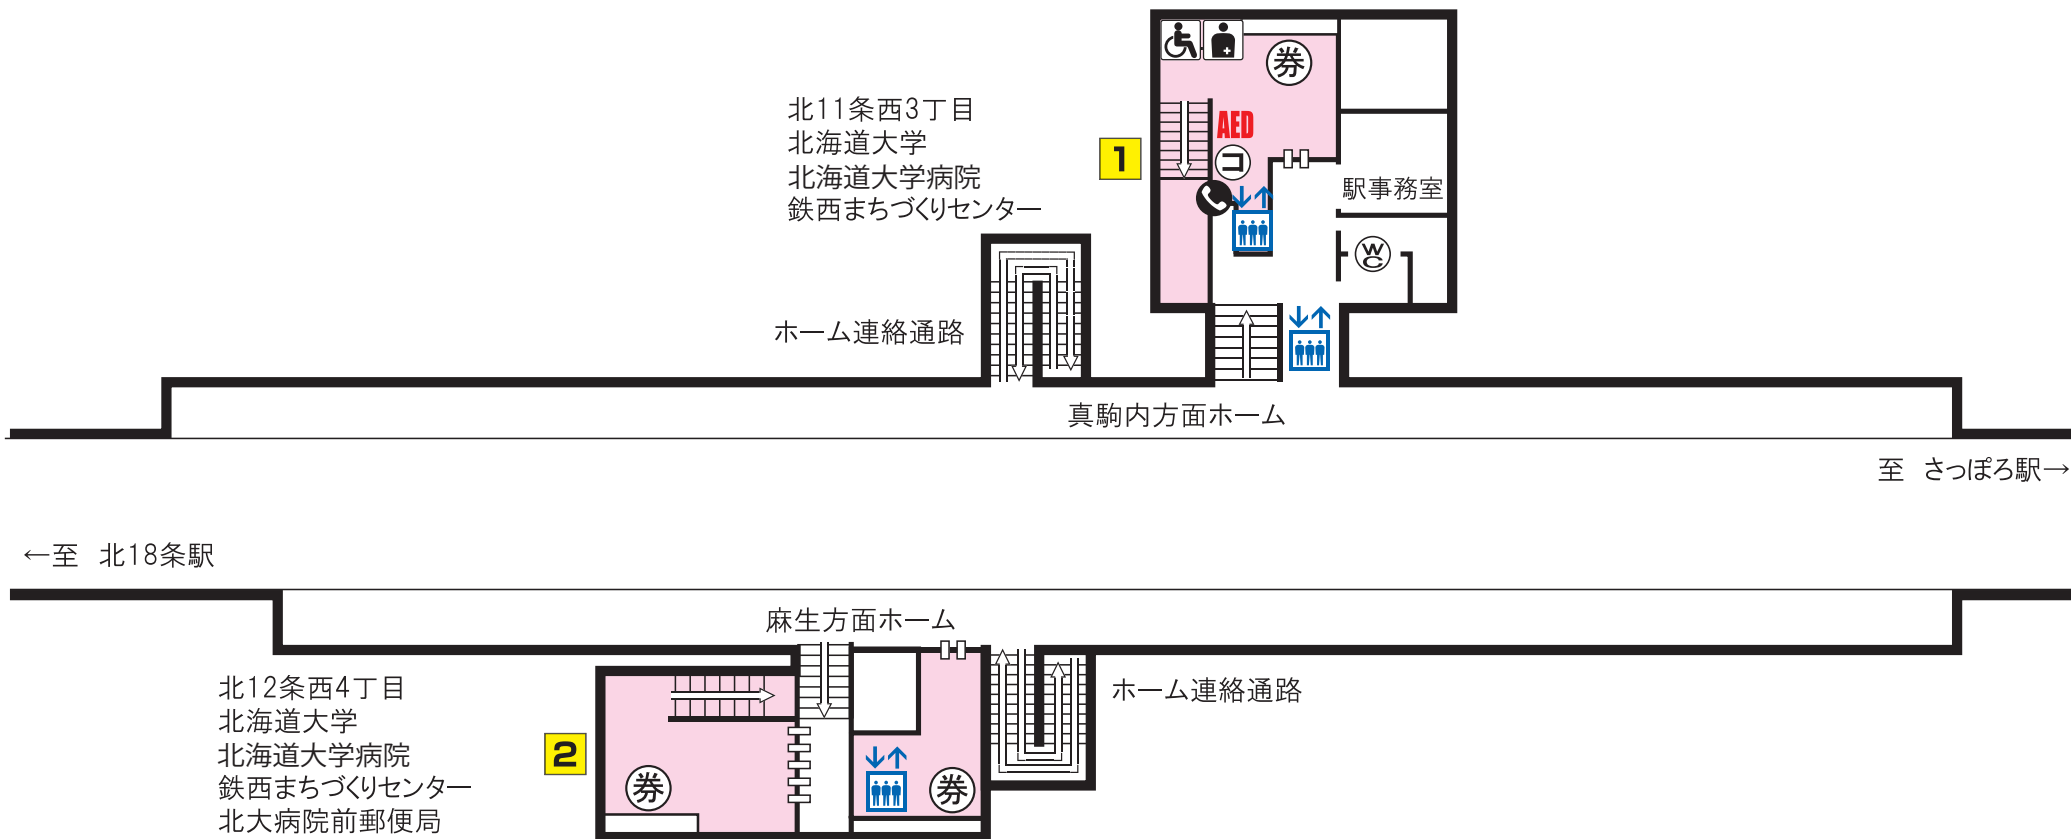 券
北11条西3丁目
北海道大学
北海道大学病院
鉄西まちづくりセンター
1
AED
コ
駅事務室
WC
ホーム連絡通路
真駒内方面ホーム
至 さっぽろ駅→
←至 北18条駅
麻生方面ホーム
北12条西4丁目
北海道大学
北海道大学病院
鉄西まちづくりセンター
北大病院前郵便局
2
券
券
ホーム連絡通路